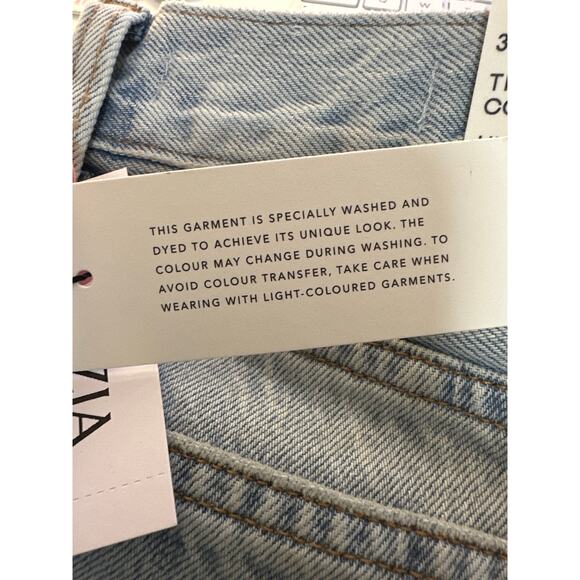 THIS GARMENT IS SPECIALLY WASHED AND
DYED TO ACHIEVE ITS UNIQUE LOOK. THE
COLOUR MAY CHANGE DURING WASHING. TO
AVOID COLOUR TRANSFER, TAKE CARE WHEN
WEARING WITH LIGHT-COLOURED GARMENTS.